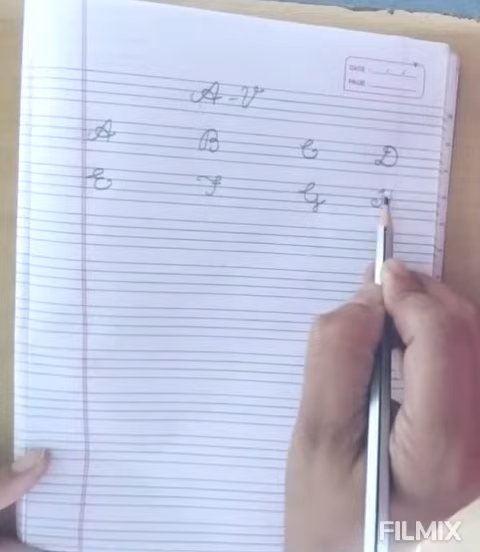 DATE
PAGE
A-V
A B C D
E F G H
FILMIX